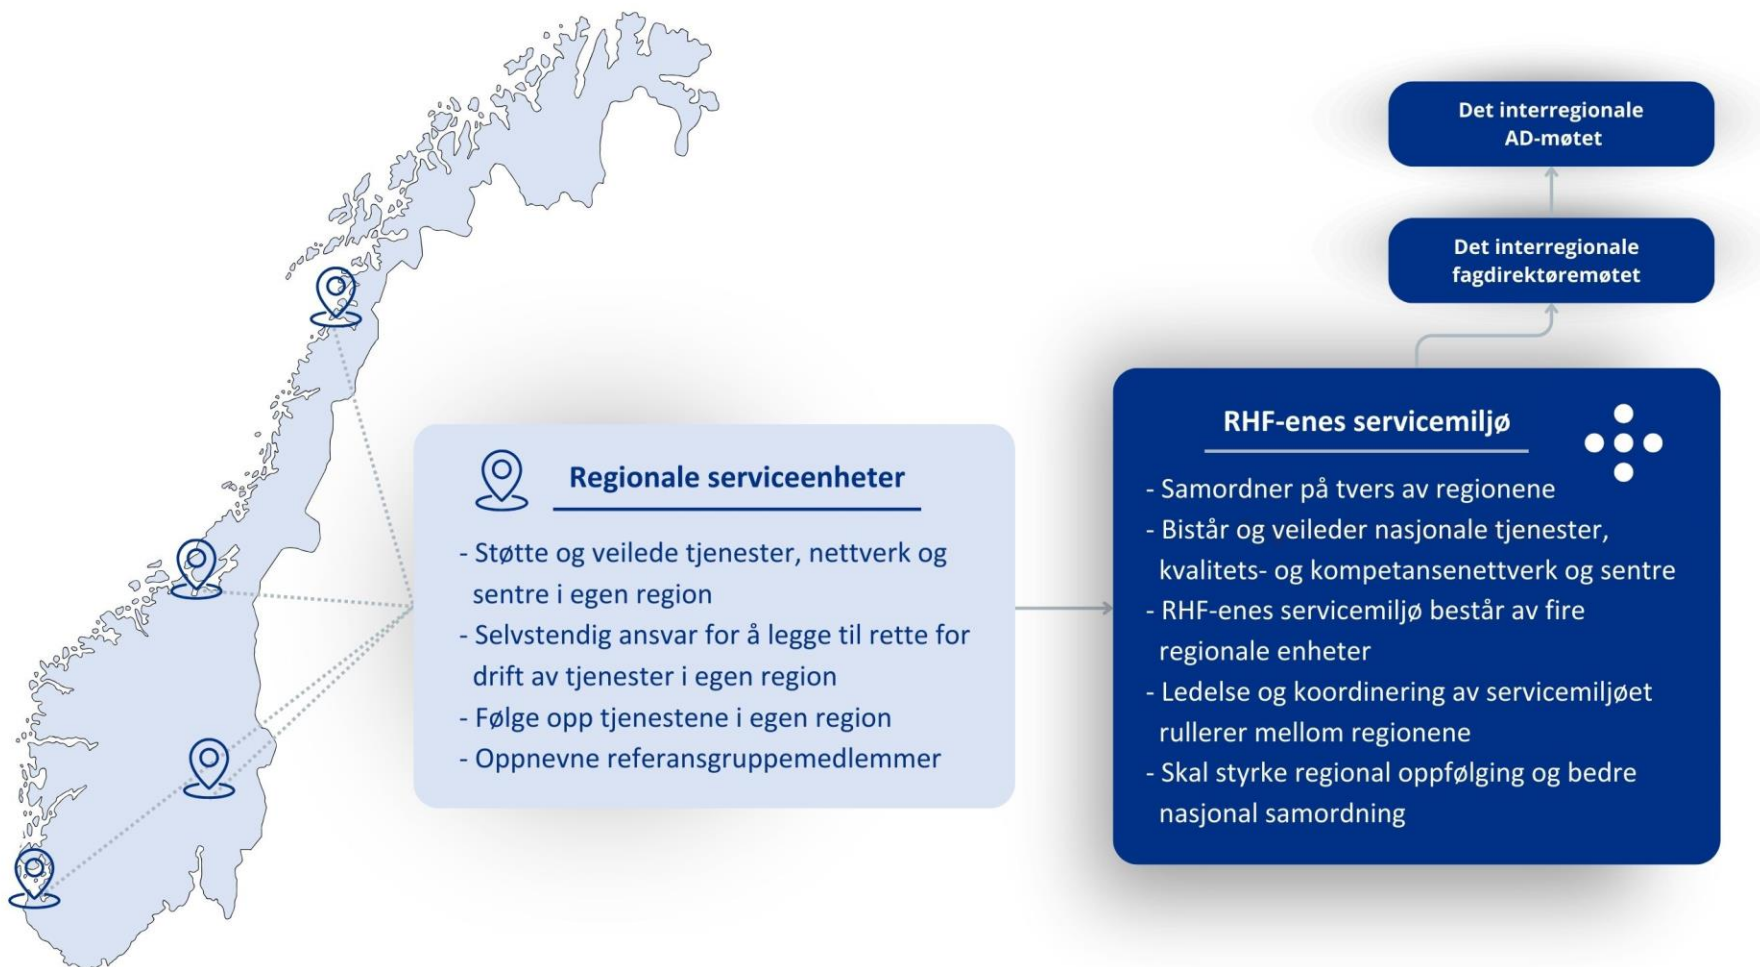 Det interregionale
AD-møtet
Det interregionale
fagdirektøremøtet
Regionale serviceenheter
- Støtte og veilede tjenester, nettverk og
sentre i egen region
- Selvstendig ansvar for å legge til rette for
drift av tjenester i egen region
- Følge opp tjenestene i egen region
- Oppnevne referansgruppemedlemmer
RHF-enes servicemiljø
- Samordner på tvers av regionene
- Bistår og veileder nasjonale tjenester,
kvalitets- og kompetansenettverk og sentre
- RHF-enes servicemiljø består av fire
regionale enheter
- Ledelse og koordinering av servicemiljøet
rullerer mellom regionene
- Skal styrke regional oppfølging og bedre
nasjonal samordning